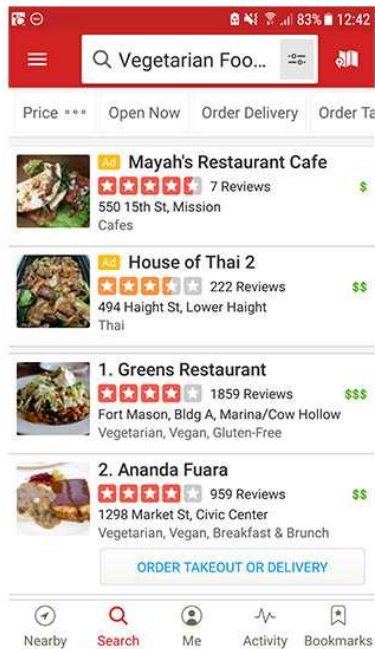 83% 12:42
Vegetarian Foo...
Price Open Now Order Delivery Order Ta
Ad Mayah's Restaurant Cafe
7 Reviews $
550 15th St, Mission
Cafes
Ad House of Thai 2
222 Reviews $$
494 Haight St, Lower Haight
Thai
1. Greens Restaurant
1859 Reviews $$$
Fort Mason, Bldg A, Marina/Cow Hollow
Vegetarian, Vegan, Gluten-Free
2. Ananda Fuara
959 Reviews $$
1298 Market St, Civic Center
Vegetarian, Vegan, Breakfast & Brunch
ORDER TAKEOUT OR DELIVERY
Nearby Search Me Activity Bookmarks